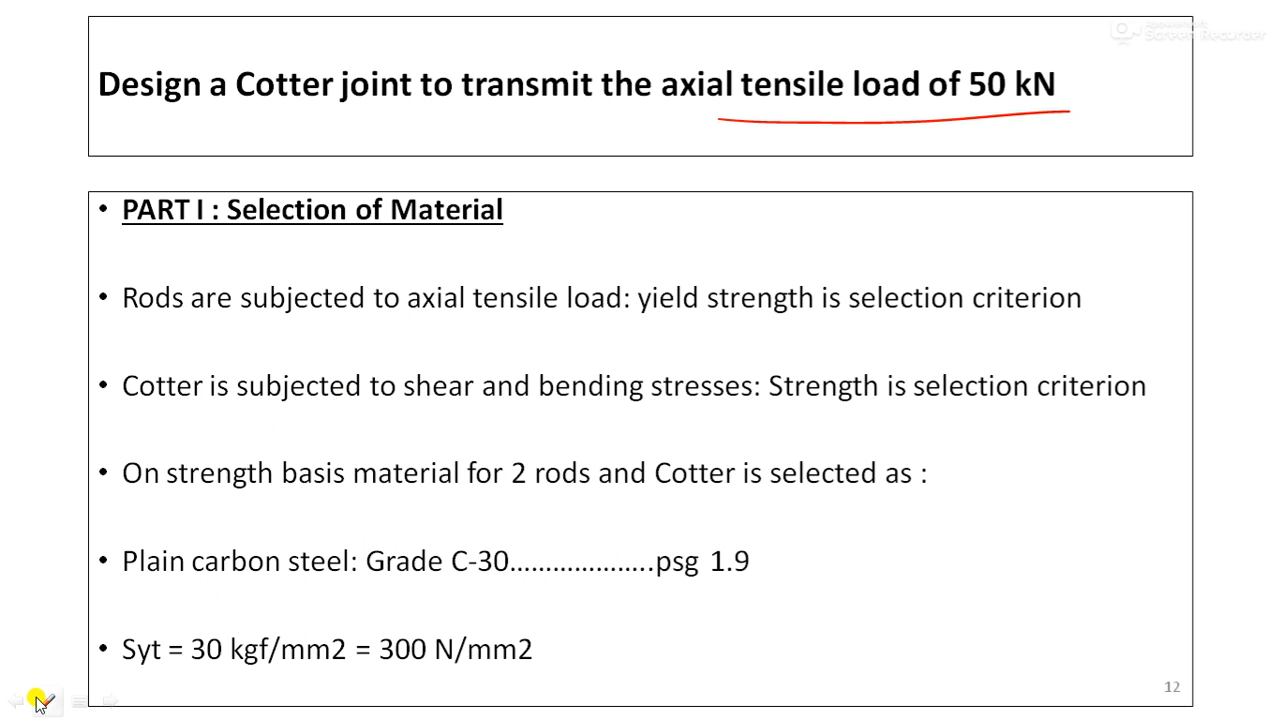 Screen Recorder
Design a Cotter joint to transmit the axial tensile load of 50 kN
• PART I : Selection of Material
• Rods are subjected to axial tensile load: yield strength is selection criterion
• Cotter is subjected to shear and bending stresses: Strength is selection criterion
• On strength basis material for 2 rods and Cotter is selected as :
• Plain carbon steel: Grade C-30………………..psg 1.9
• Syt = 30 kgf/mm2 = 300 N/mm2
12